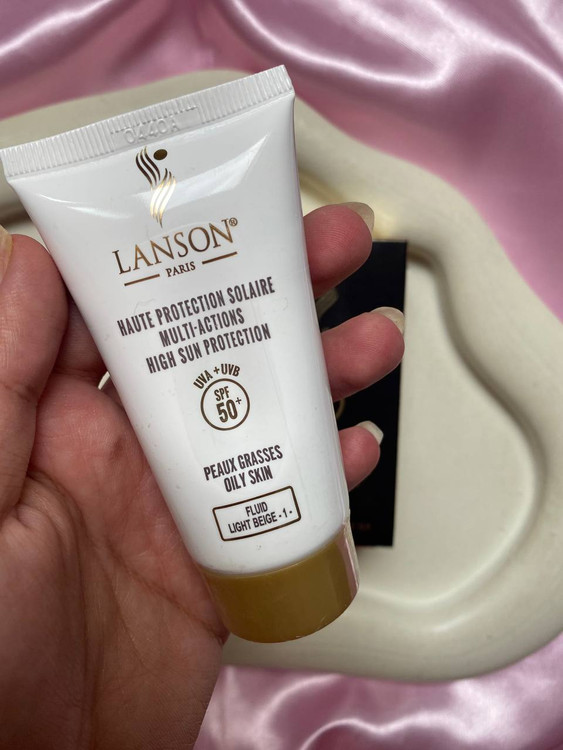 LANSON®
PARIS
HAUTE PROTECTION SOLAIRE
MULTI-ACTIONS
HIGH SUN PROTECTION
UVA + UVB
SPF
50+
PEAUX GRASSES
OILY SKIN
FLUID
LIGHT BEIGE -1-